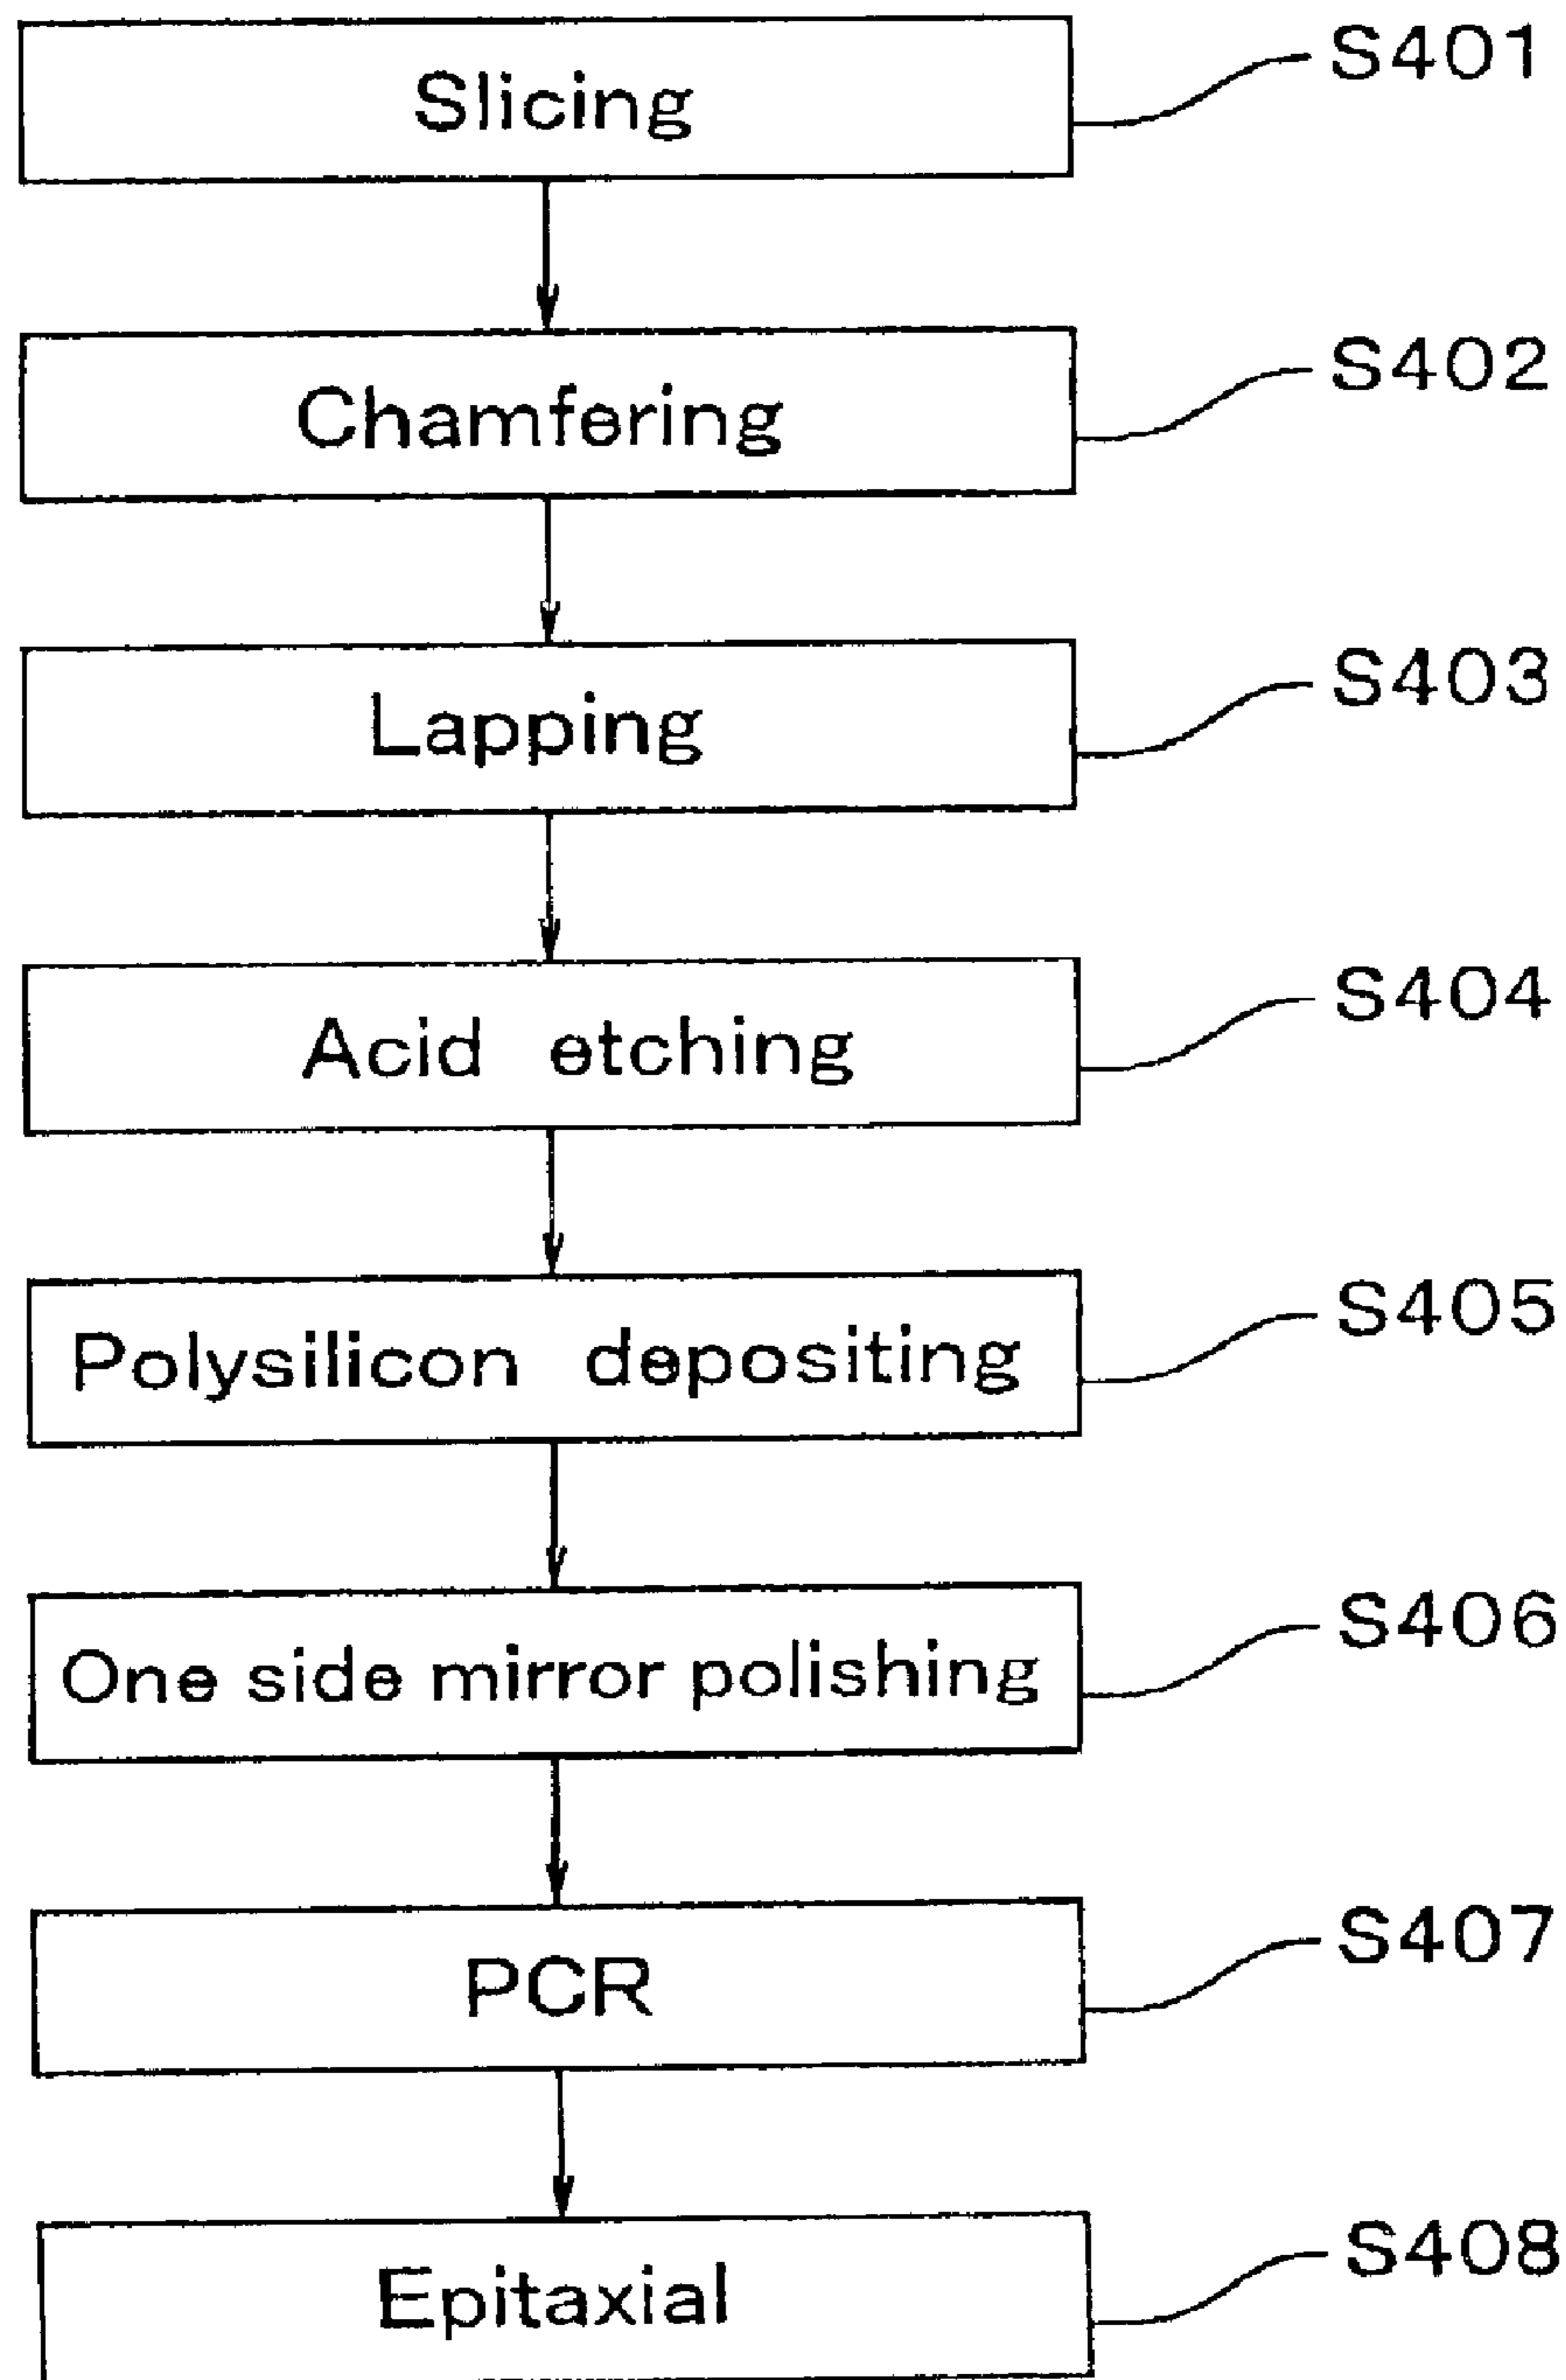 Slicing S401
Chamfering S402
Lapping S403
Acid etching S404
Polysilicon depositing S405
One side mirror polishing S406
PCR S407
Epitaxial S408